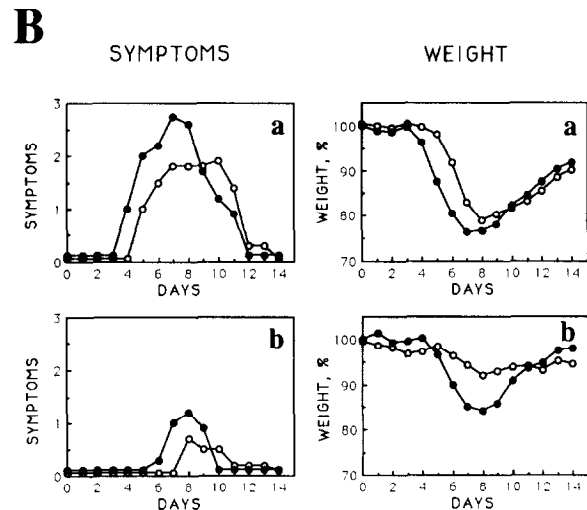 B
SYMPTOMS WEIGHT
a
3
2
1
0
SYMPTOMS
0 2 4 6 8 10 12 14
DAYS
a
100
90
80
70
WEIGHT, %
0 2 4 6 8 10 12 14
DAYS
b
3
2
1
0
SYMPTOMS
0 2 4 6 8 10 12 14
DAYS
b
100
90
80
70
WEIGHT, %
0 2 4 6 8 10 12 14
DAYS